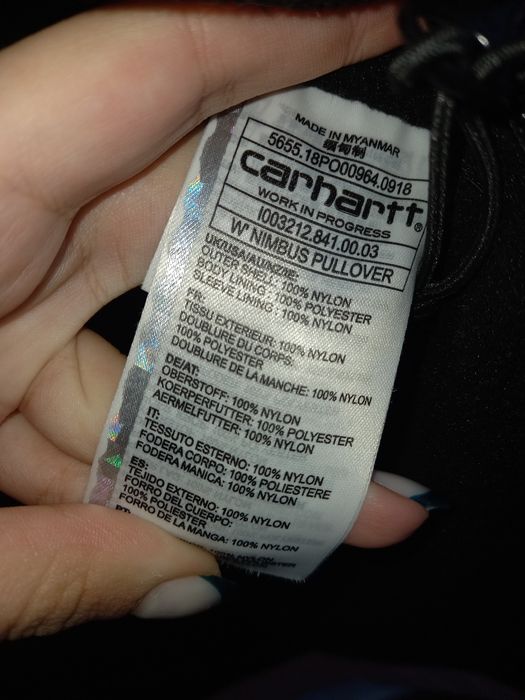 MADE IN MYANMAR
缅甸制
5655.18PO00964.0918
carhartt®
WORK IN PROGRESS
I003212.841.00.03
W' NIMBUS PULLOVER
UK/USA/AU/NZ/IE:
OUTER SHELL: 100% NYLON
BODY LINING : 100% POLYESTER
SLEEVE LINING : 100% NYLON
FR:
TISSU EXTERIEUR: 100% NYLON
DOUBLURE DU CORPS:
100% POLYESTER
DOUBLURE DE LA MANCHE: 100% NYLON
DE/AT:
OBERSTOFF: 100% NYLON
KOERPERFUTTER: 100% POLYESTER
AERMELFUTTER: 100% NYLON
IT:
TESSUTO ESTERNO: 100% NYLON
FODERA CORPO: 100% POLIESTERE
FODERA MANICA: 100% NYLON
ES:
TEJIDO EXTERNO: 100% NYLON
FORRO DEL CUERPO:
100% POLYESTER
FORRO DE LA MANGA: 100% NYLON